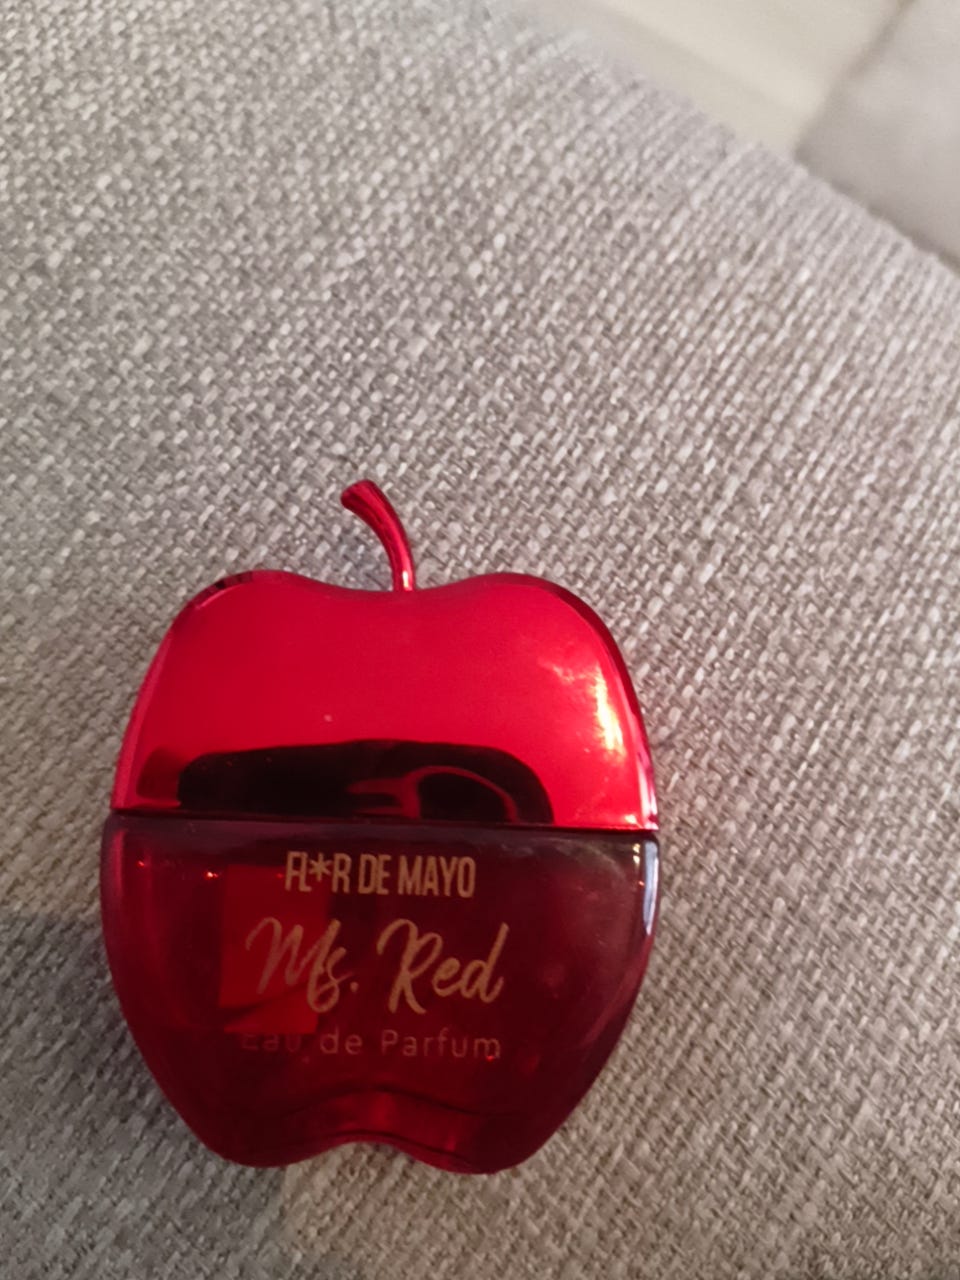 FL*R DE MAYO
Ms. Red
Eau de Parfum